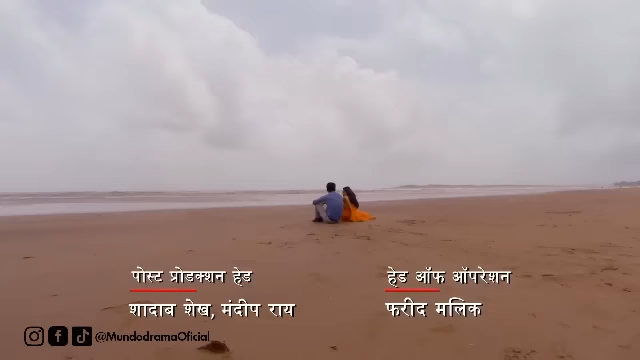 पोस्ट प्रोडक्शन हेड
शादाब शेख, मंदीप राय
हेड ऑफ ऑपरेशन
फरीद मलिक
@MundodramaOficial